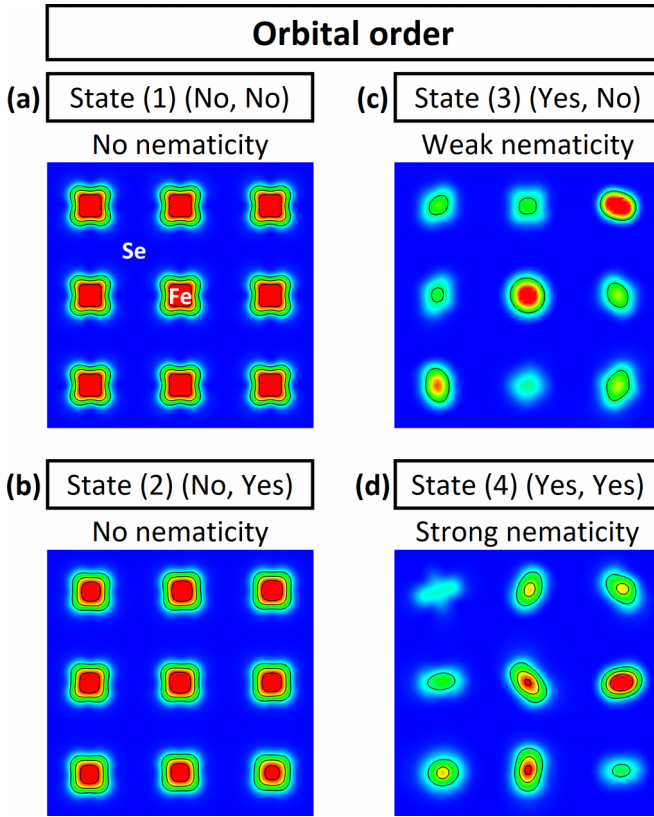 Orbital order
(a) State (1) (No, No)
No nematicity
Se
Fe
(c) State (3) (Yes, No)
Weak nematicity
(b) State (2) (No, Yes)
No nematicity
(d) State (4) (Yes, Yes)
Strong nematicity